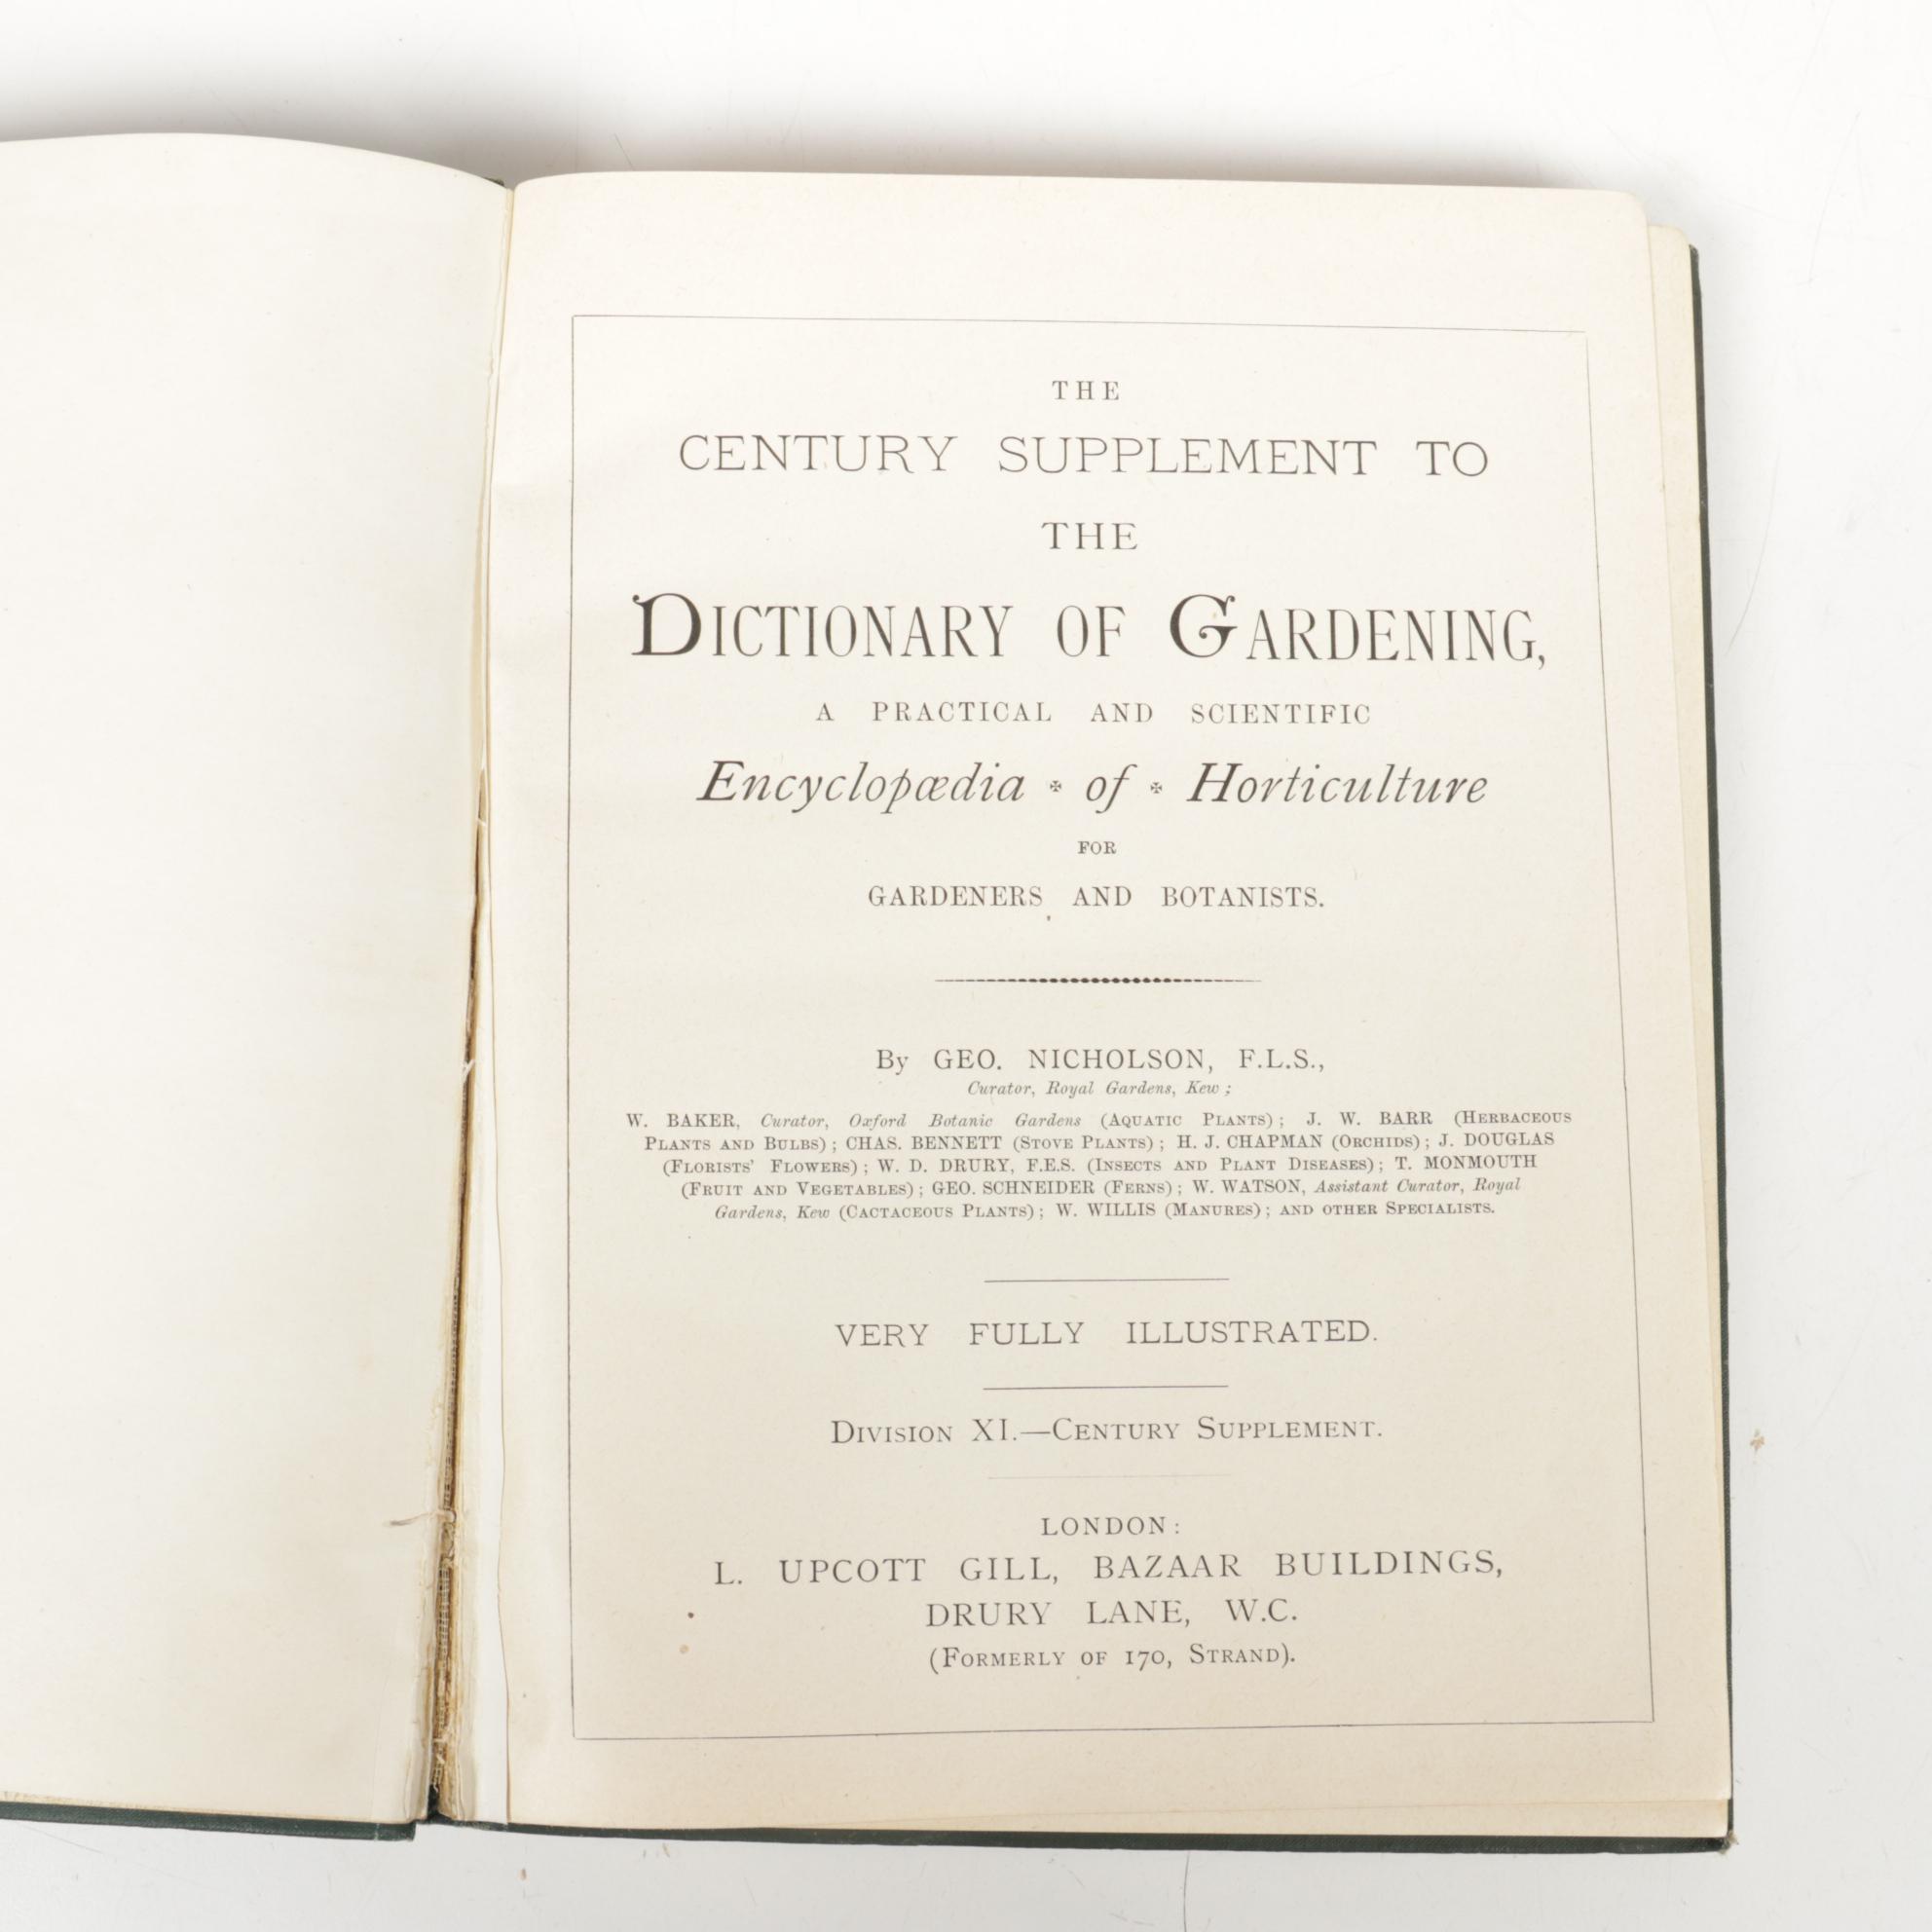 THE
CENTURY SUPPLEMENT TO
THE
DICTIONARY OF GARDENING,
A PRACTICAL AND SCIENTIFIC
Encyclopædia ✠ of ✠ Horticulture
FOR
GARDENERS AND BOTANISTS.
By GEO. NICHOLSON, F.L.S.,
Curator, Royal Gardens, Kew;
W. BAKER, Curator, Oxford Botanic Gardens (AQUATIC PLANTS); J. W. BARR (HERBACEOUS
PLANTS AND BULBS); CHAS. BENNETT (STOVE PLANTS); H. J. CHAPMAN (ORCHIDS); J. DOUGLAS
(FLORISTS' FLOWERS); W. D. DRURY, F.E.S. (INSECTS AND PLANT DISEASES); T. MONMOUTH
(FRUIT AND VEGETABLES); GEO. SCHNEIDER (FERNS); W. WATSON, Assistant Curator, Royal
Gardens, Kew (CACTACEOUS PLANTS); W. WILLIS (MANURES); AND OTHER SPECIALISTS.
VERY FULLY ILLUSTRATED.
DIVISION XI.—CENTURY SUPPLEMENT.
LONDON:
L. UPCOTT GILL, BAZAAR BUILDINGS,
DRURY LANE, W.C.
(FORMERLY OF 170, STRAND).